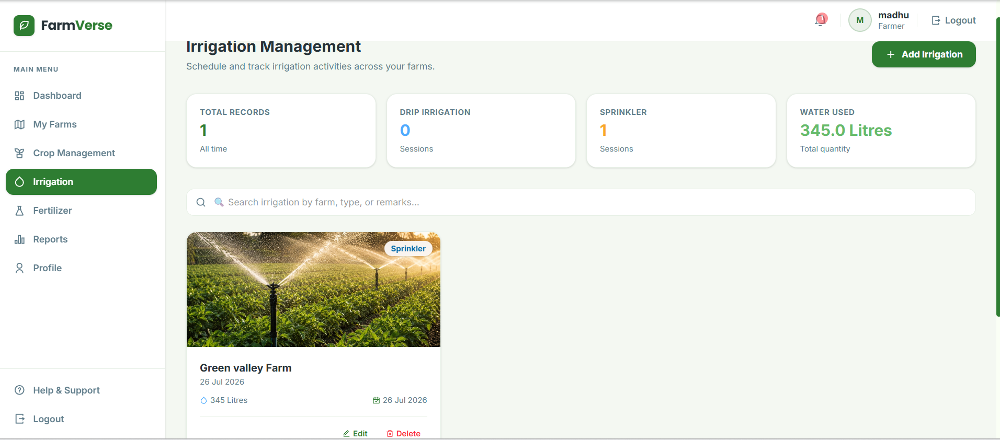 FarmVerse
MAIN MENU
Dashboard
My Farms
Crop Management
Irrigation
Fertilizer
Reports
Profile
Help & Support
Logout
1
M
madhu
Farmer
Logout
Irrigation Management
Schedule and track irrigation activities across your farms.
+ Add Irrigation
TOTAL RECORDS
1
All time
DRIP IRRIGATION
0
Sessions
SPRINKLER
1
Sessions
WATER USED
345.0 Litres
Total quantity
🔍 Search irrigation by farm, type, or remarks...
Sprinkler
Green valley Farm
26 Jul 2026
345 Litres
26 Jul 2026
Edit
Delete